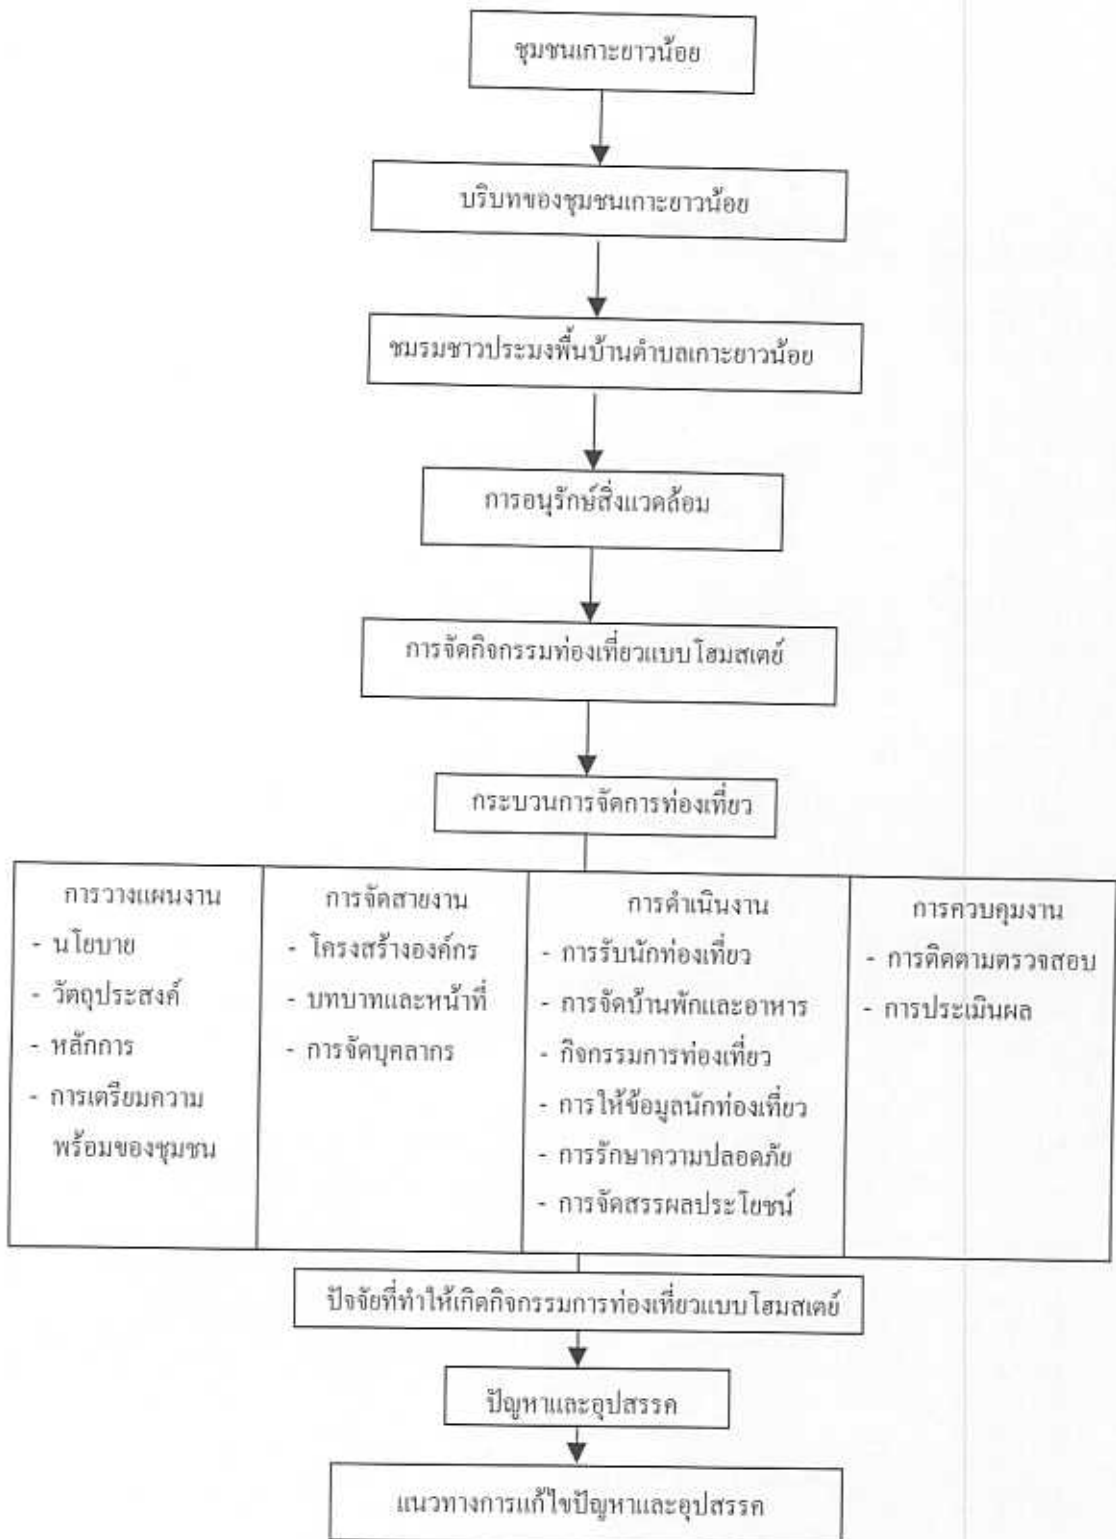 ชุมชนเกาะยาวน้อย
บริบทของชุมชนเกาะยาวน้อย
ชมรมชาวประมงพื้นบ้านตำบลเกาะยาวน้อย
การอนุรักษ์สิ่งแวดล้อม
การจัดกิจกรรมท่องเที่ยวแบบโฮมสเตย์
กระบวนการจัดการท่องเที่ยว
การวางแผนงาน
- นโยบาย
- วัตถุประสงค์
- หลักการ
- การเตรียมความ
พร้อมของชุมชน
การจัดสายงาน
- โครงสร้างองค์กร
- บทบาทและหน้าที่
- การจัดบุคลากร
การดำเนินงาน
- การรับนักท่องเที่ยว
- การจัดบ้านพักและอาหาร
- กิจกรรมการท่องเที่ยว
- การให้ข้อมูลนักท่องเที่ยว
- การรักษาความปลอดภัย
- การจัดสรรผลประโยชน์
การควบคุมงาน
- การติดตามตรวจสอบ
- การประเมินผล
ปัจจัยที่ทำให้เกิดกิจกรรมการท่องเที่ยวแบบโฮมสเตย์
ปัญหาและอุปสรรค
แนวทางการแก้ไขปัญหาและอุปสรรค